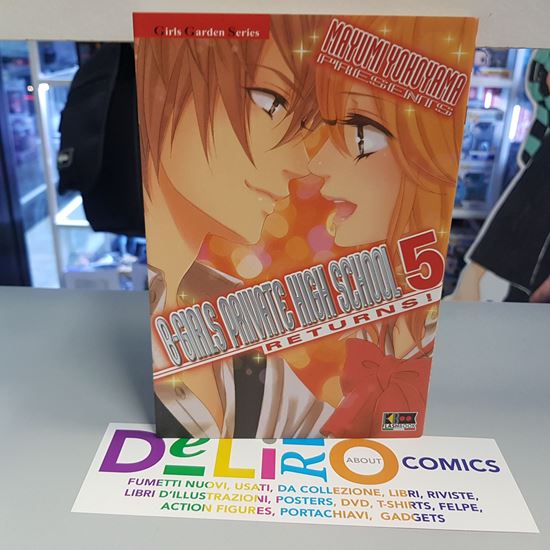 Girls Garden Series
MAYUMI YOKOYAMA
PRESENTS
G-GIRLS PRIVATE HIGH SCHOOL 5
RETURNS!
FLASHBOOK
DeLiRiO
ABOUT
COMICS
FUMETTI NUOVI, USATI, DA COLLEZIONE, LIBRI, RIVISTE,
LIBRI D'ILLUSTRAZIONI, POSTERS, DVD, T-SHIRTS, FELPE,
ACTION FIGURES, PORTACHIAVI, GADGETS